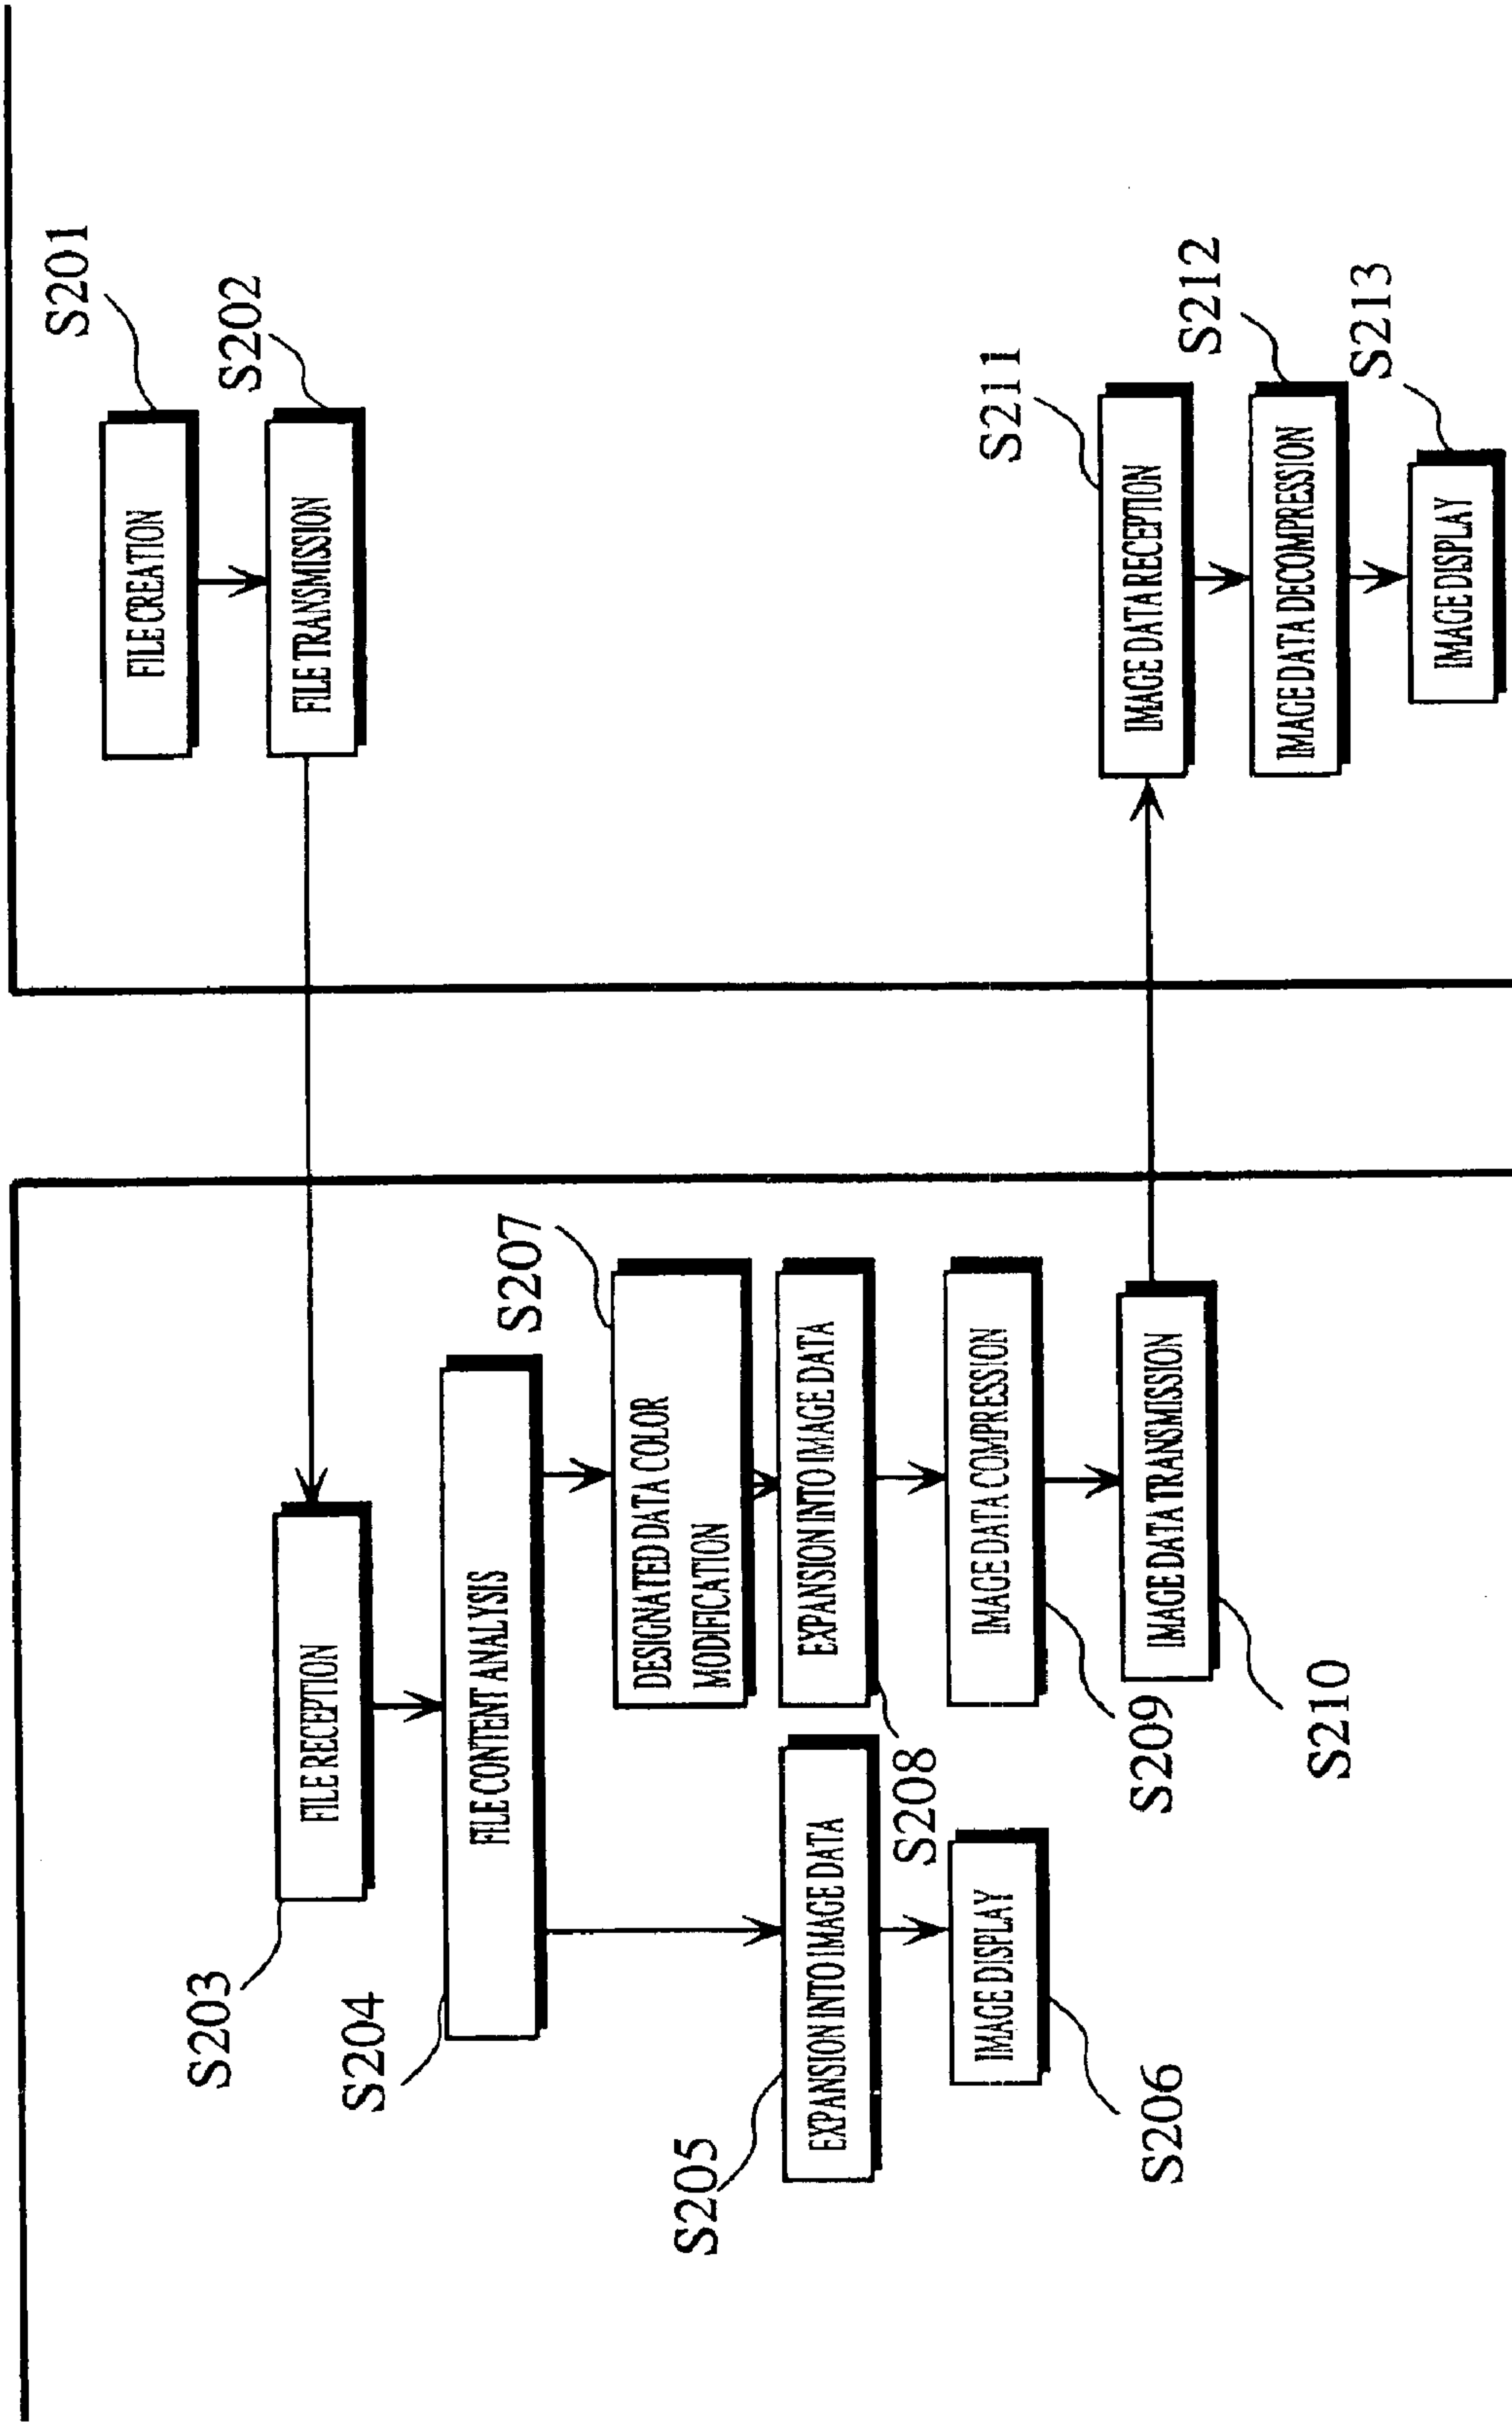 S201
FILE CREATION
S202
FILE TRANSMISSION
S203
FILE RECEPTION
S204
FILE CONTENT ANALYSIS
S205
EXPANSION INTO IMAGE DATA
S206
IMAGE DISPLAY
S207
DESIGNATED DATA COLOR
MODIFICATION
S208
EXPANSION INTO IMAGE DATA
S209
IMAGE DATA COMPRESSION
S210
IMAGE DATA TRANSMISSION
S211
IMAGE DATA RECEPTION
S212
IMAGE DATA DECOMPRESSION
S213
IMAGE DISPLAY